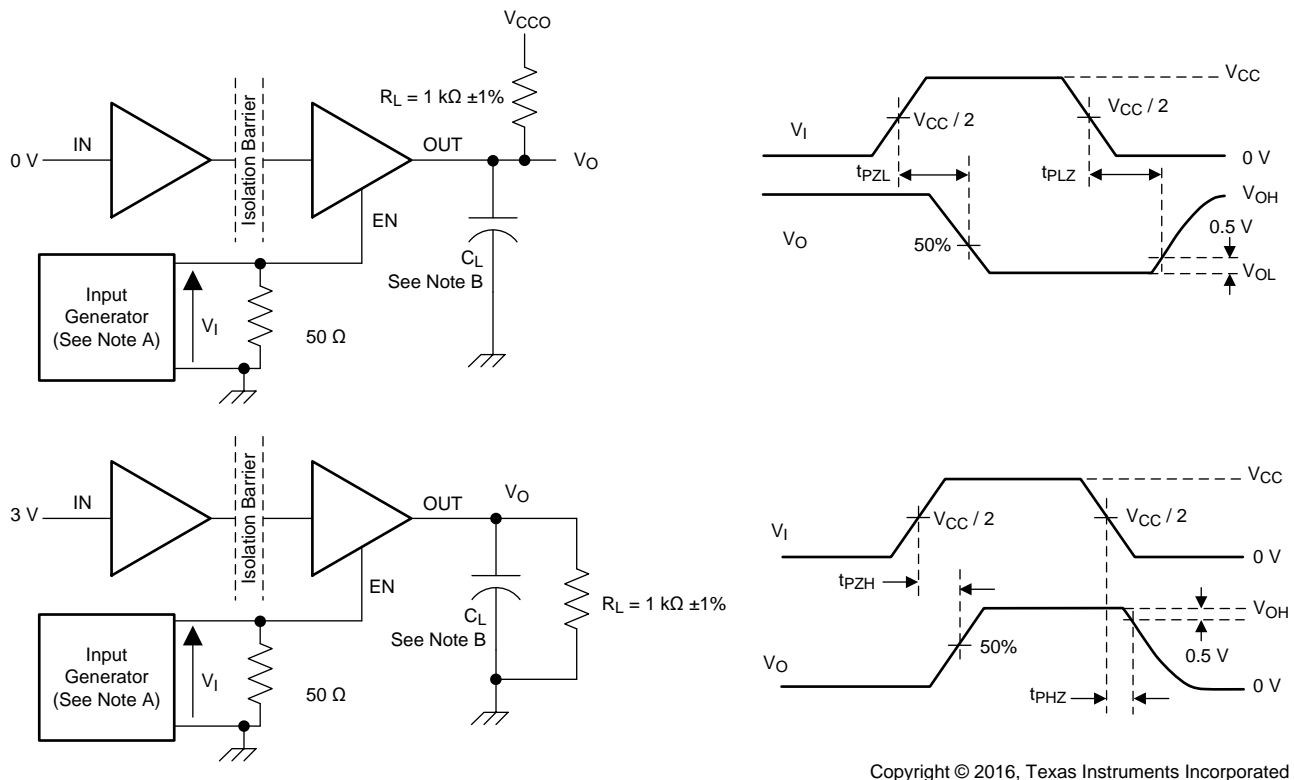 VCCO
RL = 1 kΩ ±1%
0 V
IN
Isolation Barrier
OUT
VO
EN
CL
See Note B
Input
Generator
(See Note A)
VI
50 Ω
VI
VCC
VCC / 2
VCC / 2
0 V
tPZL
tPLZ
VO
50%
VOH
0.5 V
VOL
3 V
IN
Isolation Barrier
OUT
VO
EN
CL
See Note B
RL = 1 kΩ ±1%
Input
Generator
(See Note A)
VI
50 Ω
VI
VCC
VCC / 2
VCC / 2
0 V
tPZH
VO
50%
VOH
0.5 V
tPHZ
0 V
Copyright © 2016, Texas Instruments Incorporated